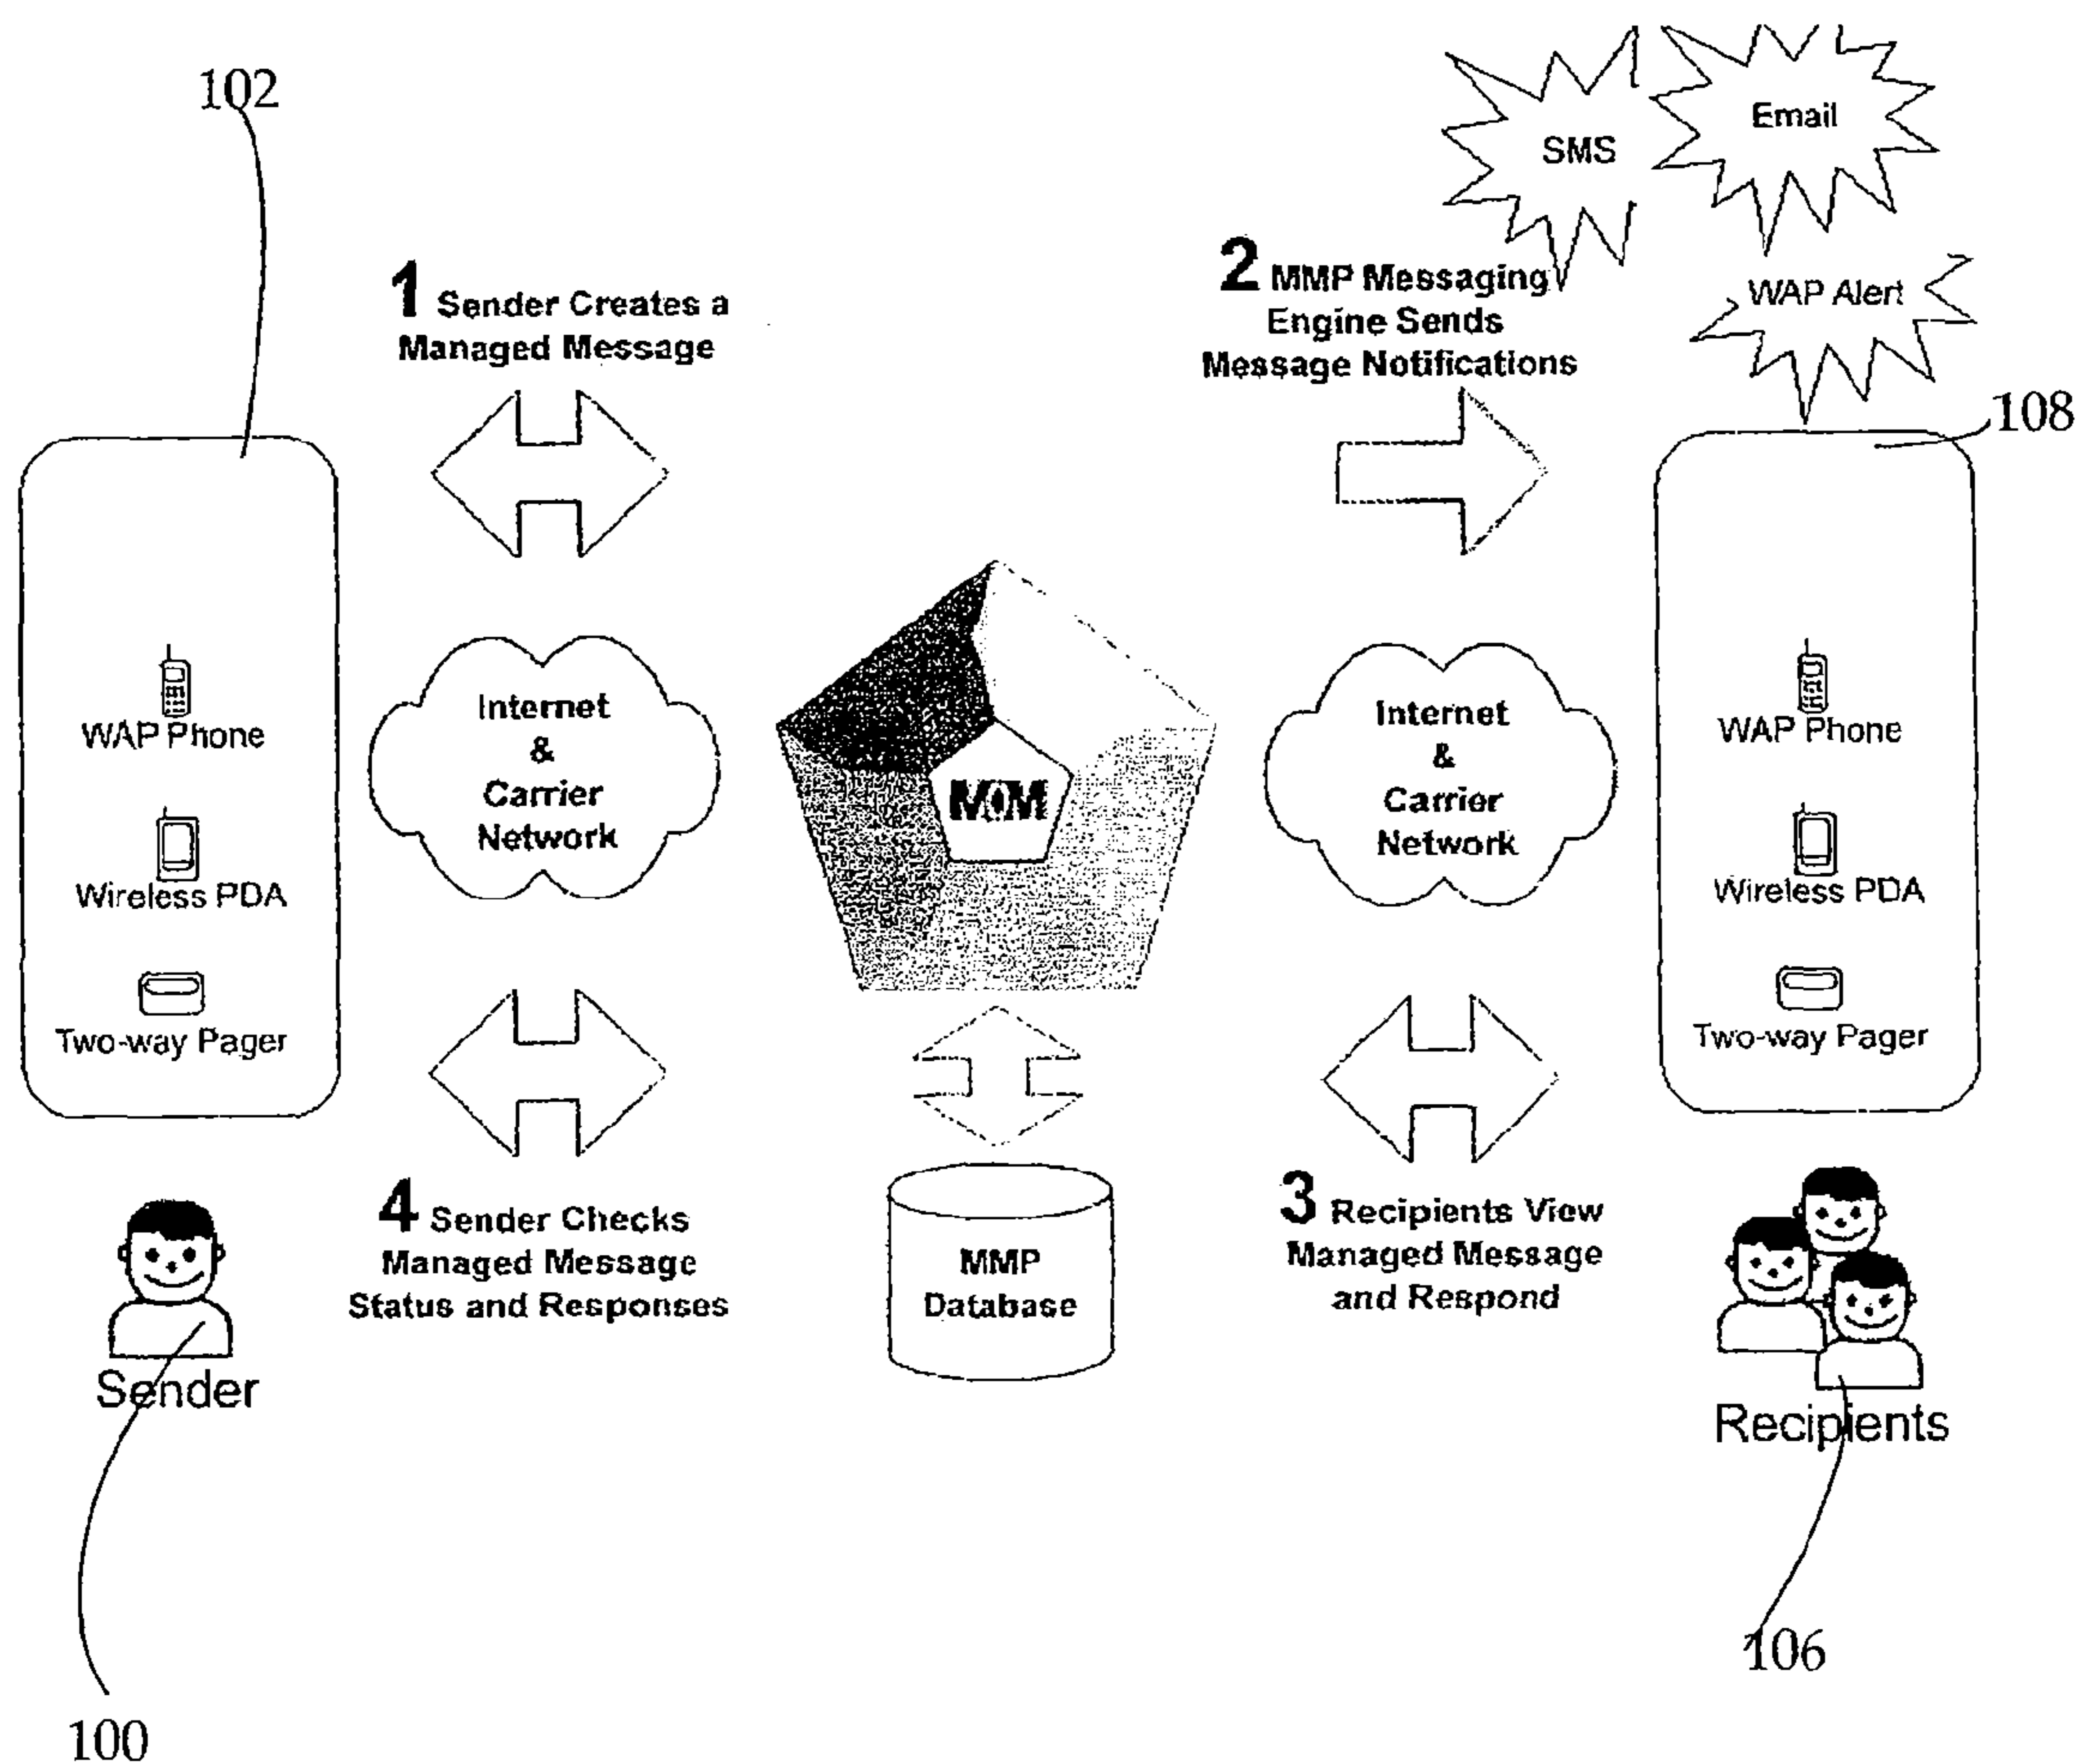 102
SMS
Email
1 Sender Creates a
Managed Message
2 MMP Messaging
Engine Sends
Message Notifications
WAP Alert
108
WAP Phone
Wireless PDA
Two-way Pager
Internet
&
Carrier
Network
Internet
&
Carrier
Network
WAP Phone
Wireless PDA
Two-way Pager
4 Sender Checks
Managed Message
Status and Responses
MMP
Database
3 Recipients View
Managed Message
and Respond
Sender
Recipients
106
100